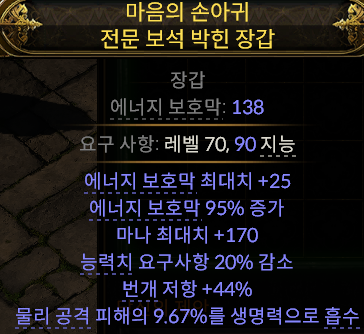 마음의 손아귀
전문 보석 박힌 장갑
장갑
에너지 보호막: 138
요구 사항: 레벨 70, 90 지능
에너지 보호막 최대치 +25
에너지 보호막 95% 증가
마나 최대치 +170
능력치 요구사항 20% 감소
번개 저항 +44%
물리 공격 피해의 9.67%를 생명력으로 흡수